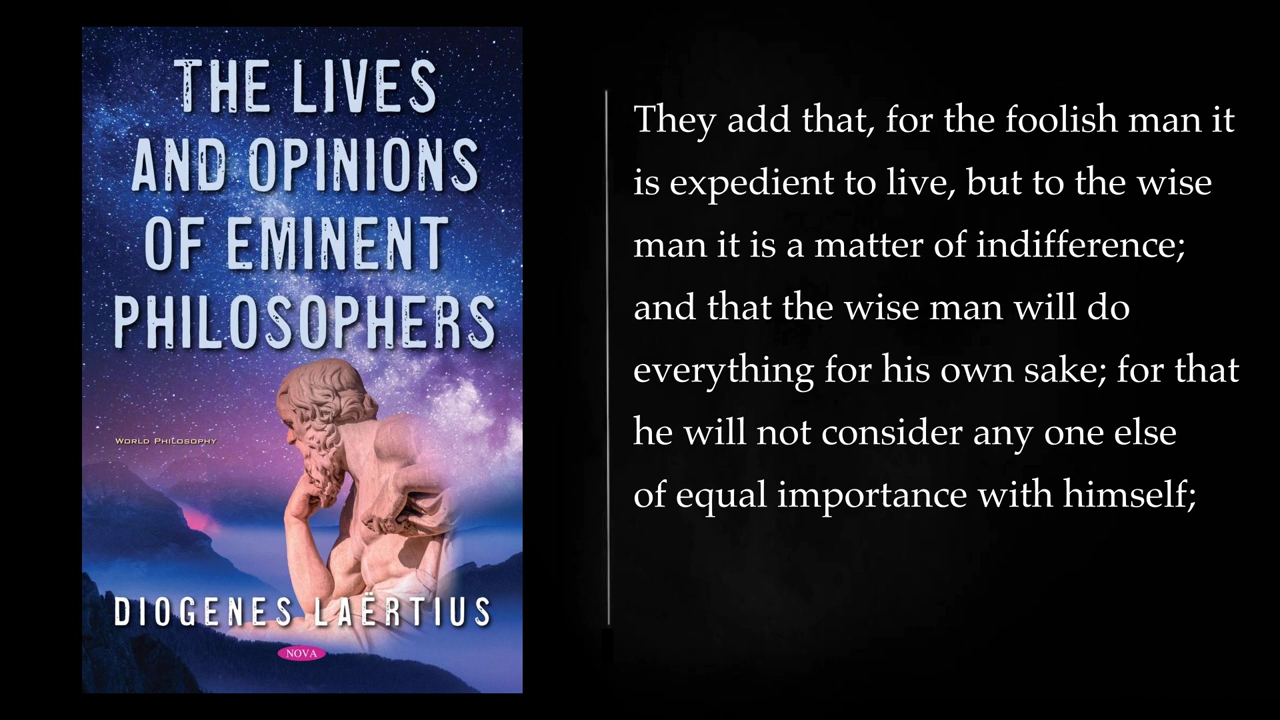 THE LIVES
AND OPINIONS
OF EMINENT
PHILOSOPHERS
WORLD PHILOSOPHY
DIOGENES LAËRTIUS
NOVA
They add that, for the foolish man it
is expedient to live, but to the wise
man it is a matter of indifference;
and that the wise man will do
everything for his own sake; for that
he will not consider any one else
of equal importance with himself;